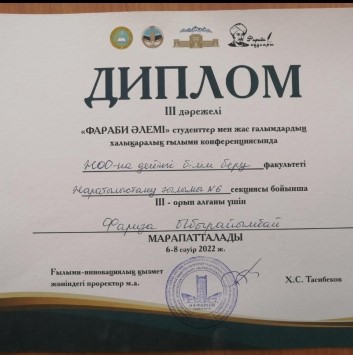 Фараби
ДИПЛОМ
III дәрежелі
«ФАРАБИ ӘЛЕМІ» студенттер мен жас ғалымдардың
халықаралық ғылыми конференциясында
ЖОО-на дейінгі білім беру факультеті
Жаратылыстану ғылымы №6 секциясы бойынша
III - орын алғаны үшін
Фариза Ыбырайымбай
МАРАПАТТАЛАДЫ
6-8 сәуір 2022 ж.
Ғылыми-инновациялық қызмет
жөніндегі проректор м.а.
Х.С. Тасибеков